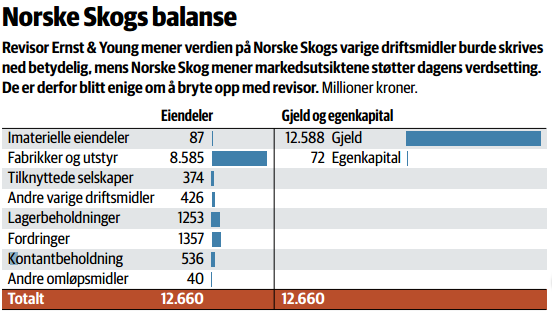 Norske Skogs balanse
Revisor Ernst & Young mener verdien på Norske Skogs varige driftsmidler burde skrives
ned betydelig, mens Norske Skog mener markedsutsiktene støtter dagens verdsetting.
De er derfor blitt enige om å bryte opp med revisor. Millioner kroner.
Eiendeler Gjeld og egenkapital
Imaterielle eiendeler 87 12.588 Gjeld
Fabrikker og utstyr 8.585 72 Egenkapital
Tilknyttede selskaper 374
Andre varige driftsmidler 426
Lagerbeholdninger 1253
Fordringer 1357
Kontantbeholdning 536
Andre omløpsmidler 40
Totalt 12.660 12.660